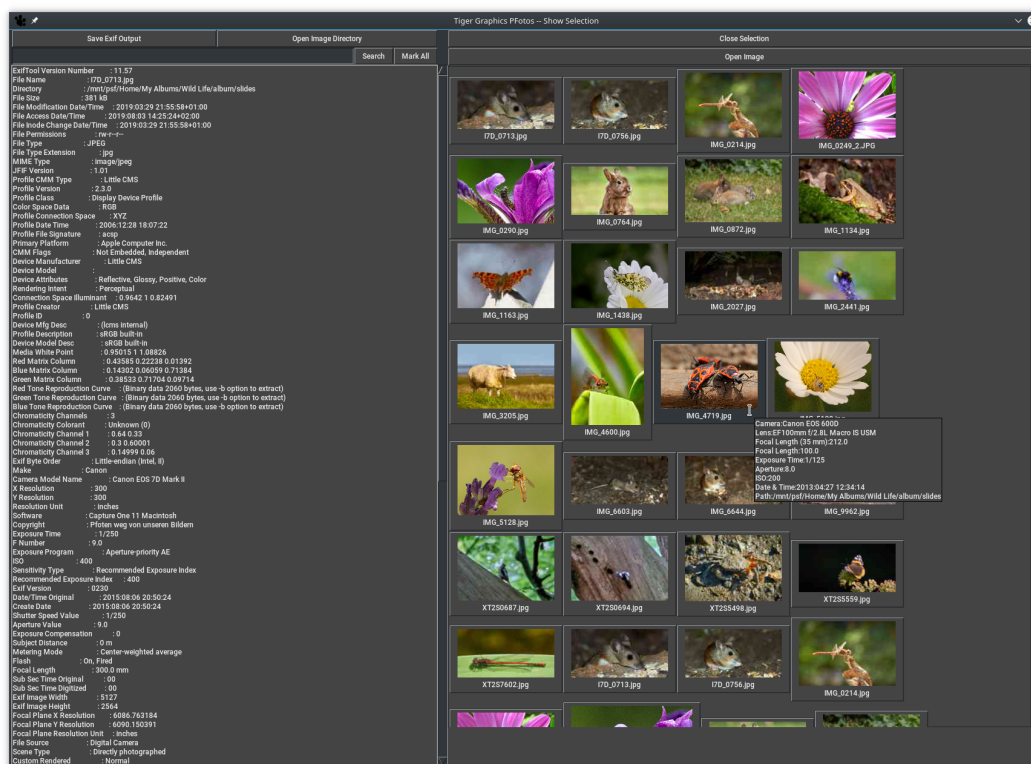 Tiger Graphics PFotos -- Show Selection
Save Exif Output
Open Image Directory
Search
Mark All
ExifTool Version Number : 11.57
File Name : I7D_0713.jpg
Directory : /mnt/psf/Home/My Albums/Wild Life/album/slides
File Size : 381 kB
File Modification Date/Time : 2019:03:29 21:55:58+01:00
File Access Date/Time : 2019:08:03 14:25:24+02:00
File Inode Change Date/Time : 2019:03:29 21:55:58+01:00
File Permissions : rw-r--r--
File Type : JPEG
File Type Extension : jpg
MIME Type : image/jpeg
JFIF Version : 1.01
Profile CMM Type : Little CMS
Profile Version : 2.3.0
Profile Class : Display Device Profile
Color Space Data : RGB
Profile Connection Space : XYZ
Profile Date Time : 2006:12:28 18:07:22
Profile File Signature : acsp
Primary Platform : Apple Computer Inc.
CMM Flags : Not Embedded, Independent
Device Manufacturer : Little CMS
Device Model :
Device Attributes : Reflective, Glossy, Positive, Color
Rendering Intent : Perceptual
Connection Space Illuminant : 0.9642 1 0.82491
Profile Creator : Little CMS
Profile ID : 0
Device Mfg Desc : (lcms internal)
Profile Description : sRGB built-in
Device Model Desc : sRGB built-in
Media White Point : 0.95015 1 1.08826
Red Matrix Column : 0.43585 0.22238 0.01392
Blue Matrix Column : 0.14302 0.06059 0.71384
Green Matrix Column : 0.38533 0.71704 0.09714
Red Tone Reproduction Curve : (Binary data 2060 bytes, use -b option to extract)
Green Tone Reproduction Curve : (Binary data 2060 bytes, use -b option to extract)
Blue Tone Reproduction Curve : (Binary data 2060 bytes, use -b option to extract)
Chromaticity Channels : 3
Chromaticity Colorant : Unknown (0)
Chromaticity Channel 1 : 0.64 0.33
Chromaticity Channel 2 : 0.3 0.60001
Chromaticity Channel 3 : 0.14999 0.06
Exif Byte Order : Little-endian (Intel, II)
Make : Canon
Camera Model Name : Canon EOS 7D Mark II
X Resolution : 300
Y Resolution : 300
Resolution Unit : inches
Software : Capture One 11 Macintosh
Copyright : Pfoten weg von unseren Bildern
Exposure Time : 1/250
F Number : 9.0
Exposure Program : Aperture-priority AE
ISO : 400
Sensitivity Type : Recommended Exposure Index
Recommended Exposure Index : 400
Exif Version : 0230
Date/Time Original : 2015:08:06 20:50:24
Create Date : 2015:08:06 20:50:24
Shutter Speed Value : 1/250
Aperture Value : 9.0
Exposure Compensation : 0
Subject Distance : 0 m
Metering Mode : Center-weighted average
Flash : On, Fired
Focal Length : 300.0 mm
Sub Sec Time Original : 00
Sub Sec Time Digitized : 00
Exif Image Width : 5127
Exif Image Height : 2564
Focal Plane X Resolution : 6086.763184
Focal Plane Y Resolution : 6090.150391
Focal Plane Resolution Unit : inches
File Source : Digital Camera
Scene Type : Directly photographed
Custom Rendered : Normal
Close Selection
Open Image
I7D_0713.jpg
I7D_0756.jpg
IMG_0214.jpg
IMG_0249_2.JPG
IMG_0290.jpg
IMG_0764.jpg
IMG_0872.jpg
IMG_1134.jpg
IMG_1163.jpg
IMG_1438.jpg
IMG_2027.jpg
IMG_2441.jpg
IMG_3205.jpg
IMG_4600.jpg
IMG_4719.jpg
Camera:Canon EOS 600D
Lens:EF100mm f/2.8L Macro IS USM
Focal Length (35 mm):212.0
Focal Length:100.0
Exposure Time:1/125
Aperture:8.0
ISO:200
Date & Time:2013:04:27 12:34:14
Path:/mnt/psf/Home/My Albums/Wild Life/album/slides
IMG_5128.jpg
IMG_6603.jpg
IMG_6644.jpg
IMG_9962.jpg
XT2S0687.jpg
XT2S0694.jpg
XT2S5498.jpg
XT2S5559.jpg
XT2S7602.jpg
I7D_0713.jpg
I7D_0756.jpg
IMG_0214.jpg